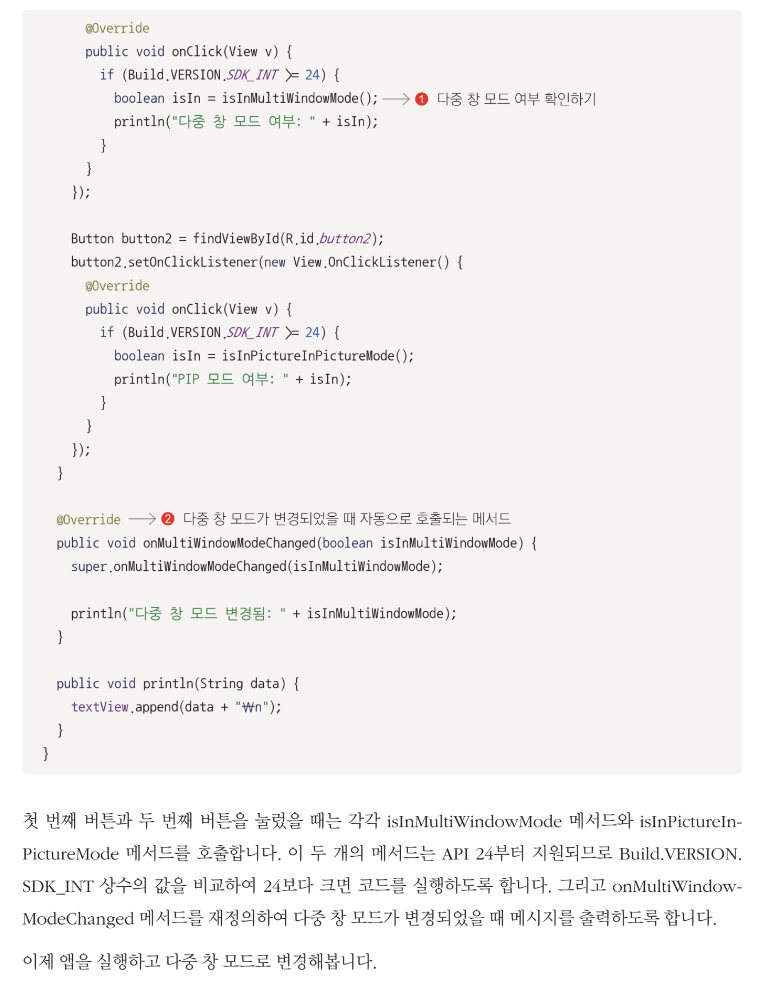 @Override
public void onClick(View v) {
if (Build.VERSION.SDK_INT >= 24) {
boolean isIn = isInMultiWindowMode(); → ❶ 다중 창 모드 여부 확인하기
println("다중 창 모드 여부: " + isIn);
}
}
});

Button button2 = findViewById(R.id.button2);
button2.setOnClickListener(new View.OnClickListener() {
@Override
public void onClick(View v) {
if (Build.VERSION.SDK_INT >= 24) {
boolean isIn = isInPictureInPictureMode();
println("PIP 모드 여부: " + isIn);
}
}
});
}

@Override → ❷ 다중 창 모드가 변경되었을 때 자동으로 호출되는 메서드
public void onMultiWindowModeChanged(boolean isInMultiWindowMode) {
super.onMultiWindowModeChanged(isInMultiWindowMode);

println("다중 창 모드 변경됨: " + isInMultiWindowMode);
}

public void println(String data) {
textView.append(data + "₩n");
}
}

첫 번째 버튼과 두 번째 버튼을 눌렀을 때는 각각 isInMultiWindowMode 메서드와 isInPictureIn-
PictureMode 메서드를 호출합니다. 이 두 개의 메서드는 API 24부터 지원되므로 Build.VERSION.
SDK_INT 상수의 값을 비교하여 24보다 크면 코드를 실행하도록 합니다. 그리고 onMultiWindow-
ModeChanged 메서드를 재정의하여 다중 창 모드가 변경되었을 때 메시지를 출력하도록 합니다.
이제 앱을 실행하고 다중 창 모드로 변경해봅니다.